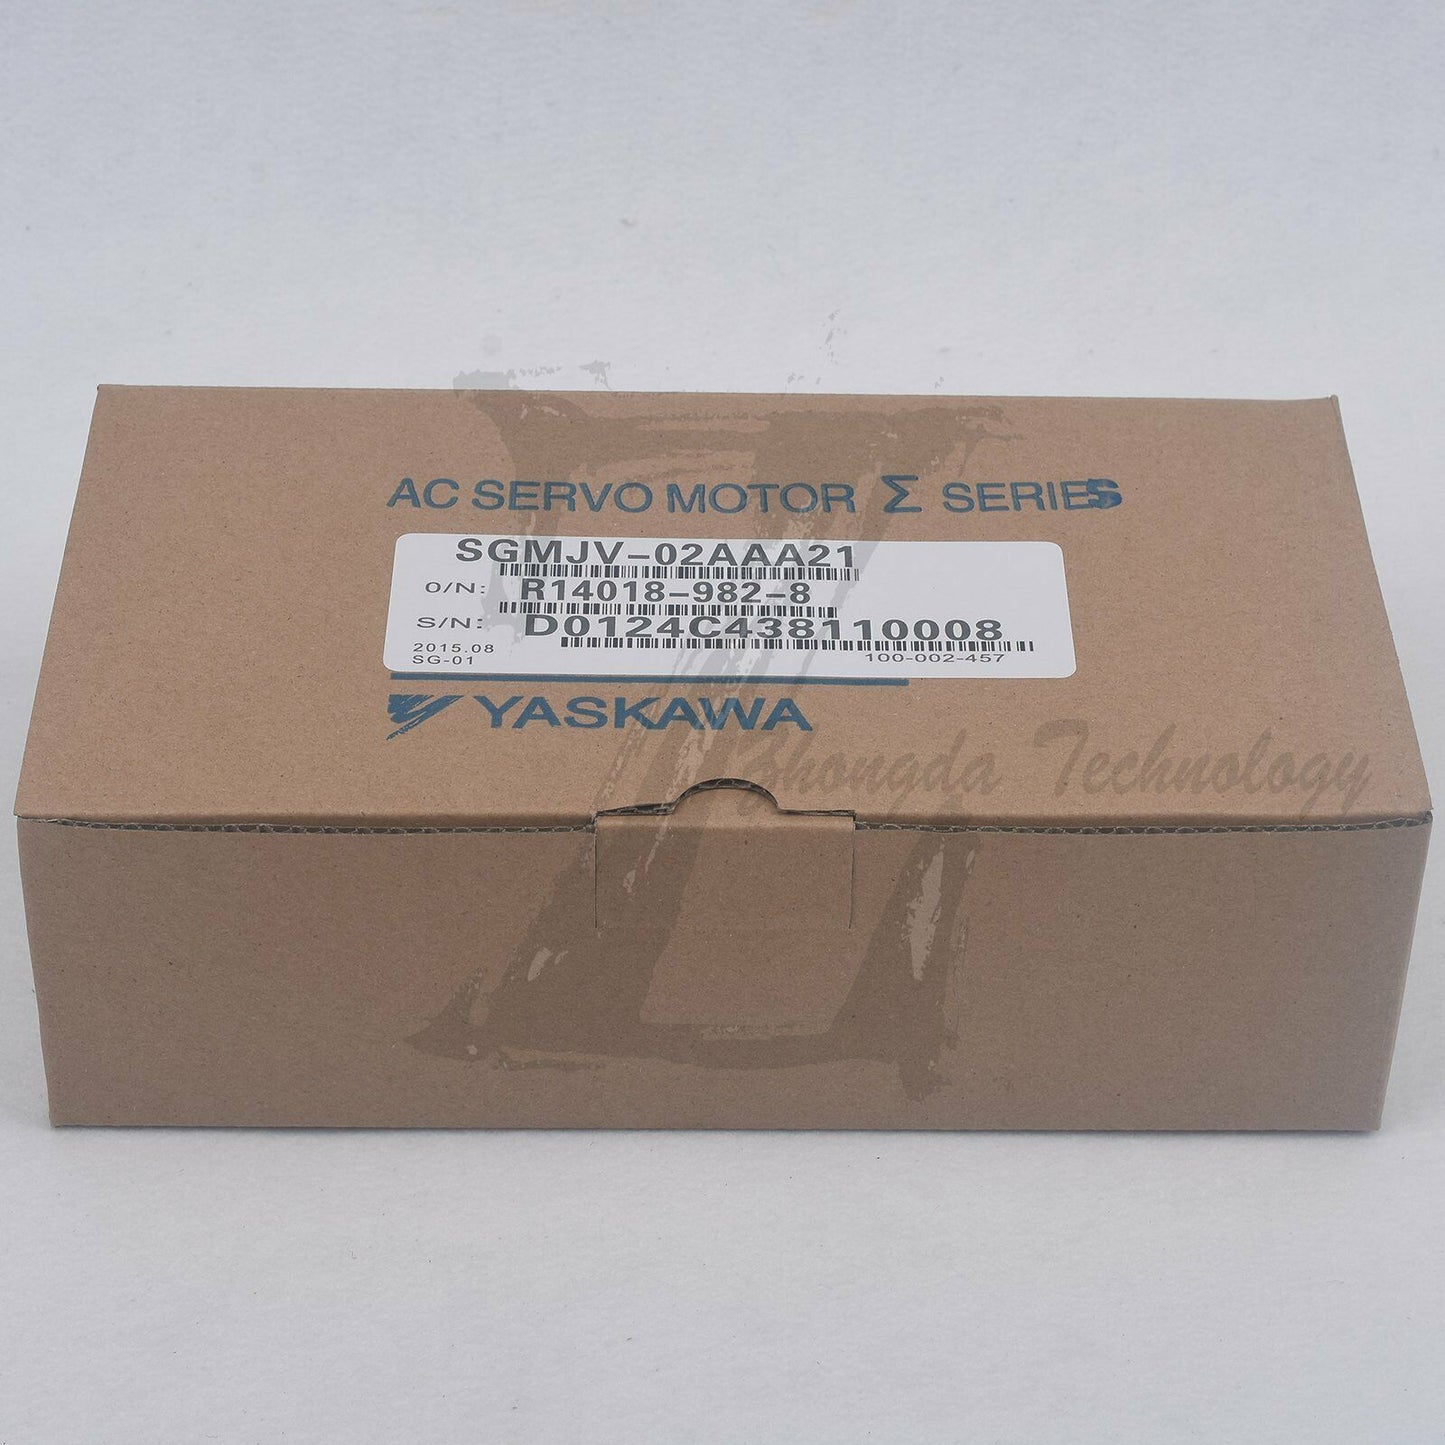 AC SERVO MOTOR Σ SERIES
SGMJV-02AAA21
O/N: R14018-982-8
S/N: D0124C438110008
2015.08
SG-01 100-002-457
YASKAWA
Zhongda Technology